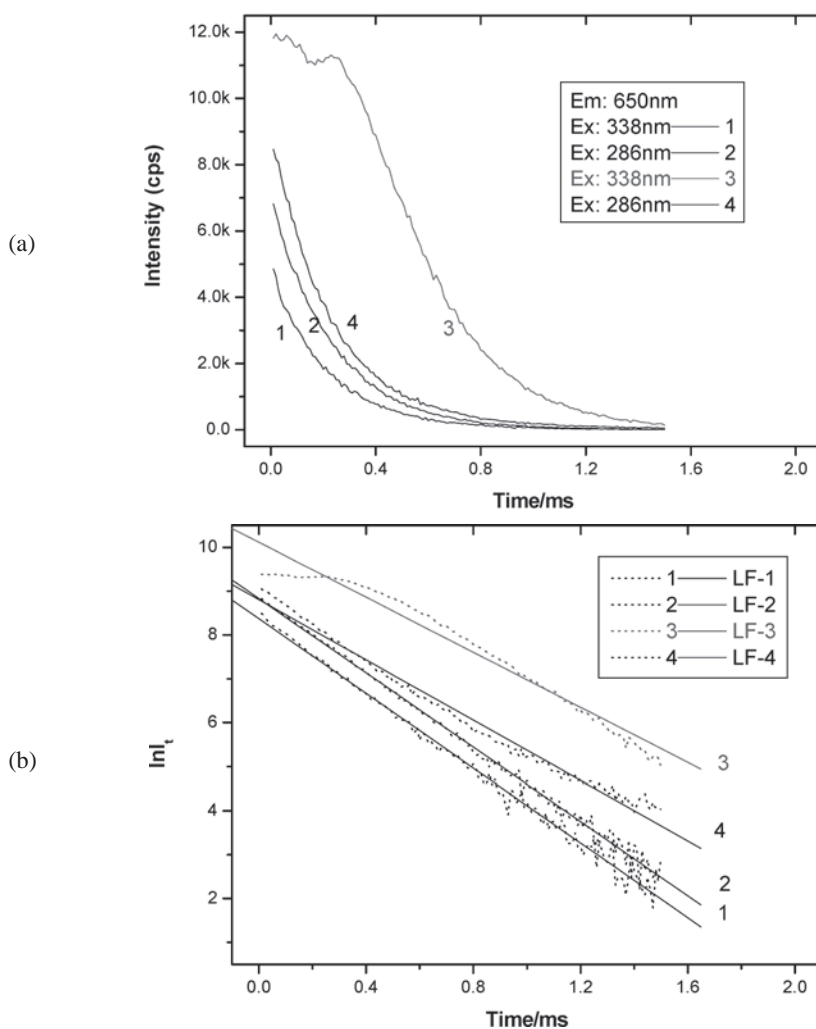 (a)
Intensity (cps)
12.0k
10.0k
8.0k
6.0k
4.0k
2.0k
0.0
Em: 650nm
Ex: 338nm 1
Ex: 286nm 2
Ex: 338nm 3
Ex: 286nm 4
1
2
4
3
0.0 0.4 0.8 1.2 1.6 2.0
Time/ms
(b)
lnIt
10
8
6
4
2
1 LF-1
2 LF-2
3 LF-3
4 LF-4
3
4
2
1
0.0 0.4 0.8 1.2 1.6 2.0
Time/ms